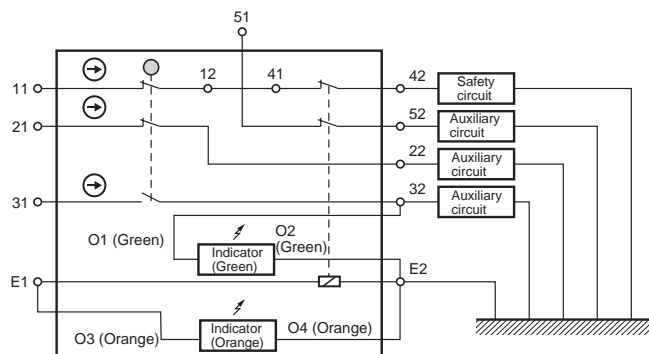 51
11
12
41
42
Safety
circuit
21
52
Auxiliary
circuit
22
Auxiliary
circuit
31
32
Auxiliary
circuit
O1 (Green)
O2
(Green)
Indicator
(Green)
E1
E2
O3 (Orange)
Indicator
(Orange)
O4 (Orange)